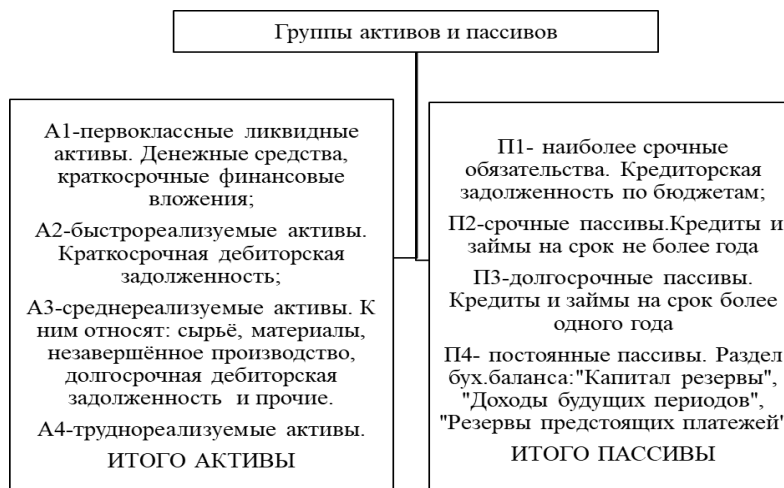 Группы активов и пассивов
А1-первоклассные ликвидные
активы. Денежные средства,
краткосрочные финансовые
вложения;
А2-быстрореализуемые активы.
Краткосрочная дебиторская
задолженность;
А3-среднереализуемые активы. К
ним относят: сырьё, материалы,
незавершённое производство,
долгосрочная дебиторская
задолженность и прочие.
А4-труднореализуемые активы.
ИТОГО АКТИВЫ
П1- наиболее срочные
обязательства. Кредиторская
задолженность по бюджетам;
П2-срочные пассивы.Кредиты и
займы на срок не более года
П3-долгосрочные пассивы.
Кредиты и займы на срок более
одного года
П4- постоянные пассивы. Раздел
бух.баланса:"Капитал резервы",
"Доходы будущих периодов",
"Резервы предстоящих платежей"
ИТОГО ПАССИВЫ